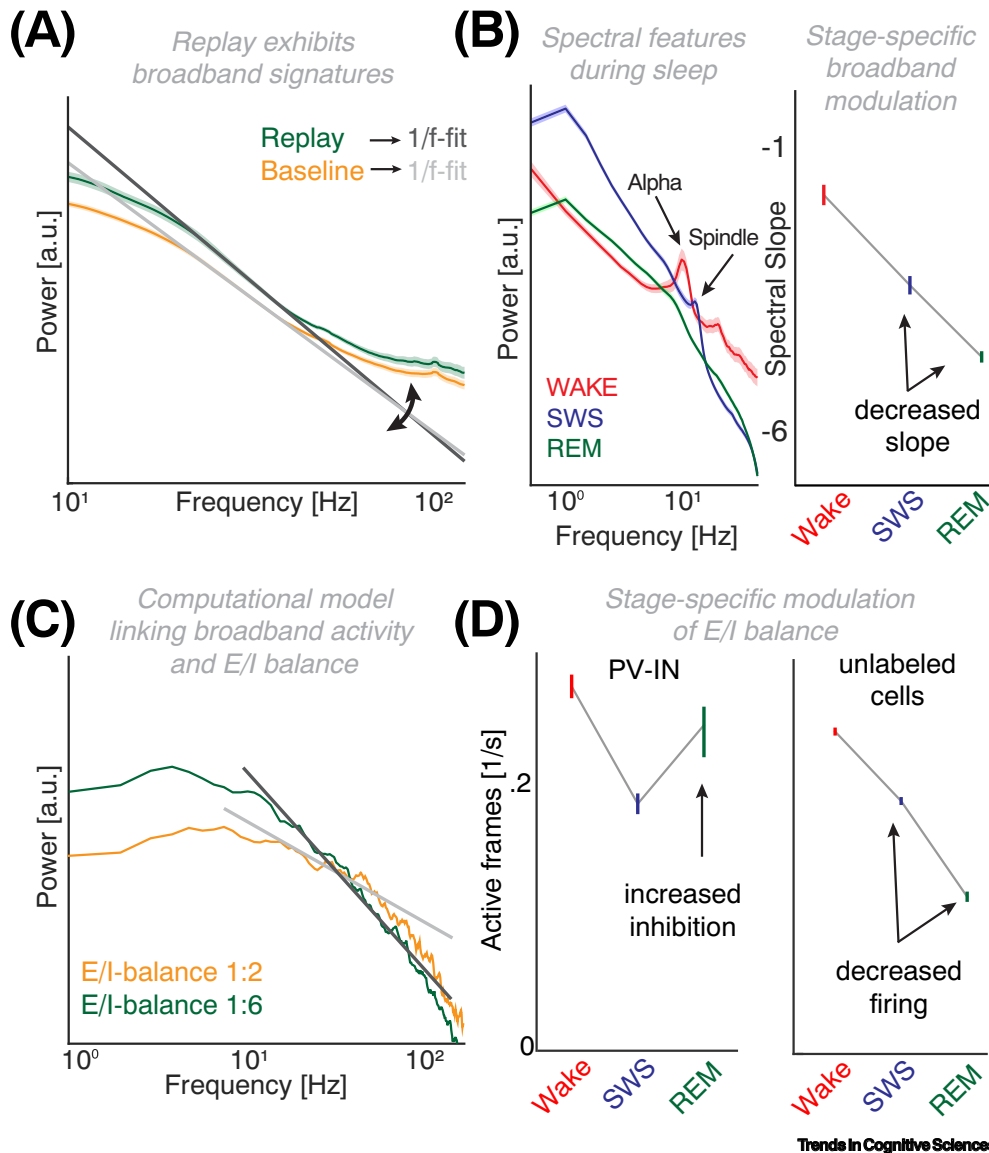 (A)
Replay exhibits
broadband signatures
Replay → 1/f-fit
Baseline → 1/f-fit
Power [a.u.]
10¹
Frequency [Hz]
10²
(B)
Spectral features
during sleep
Alpha
Spindle
Power [a.u.]
WAKE
SWS
REM
10⁰
10¹
Frequency [Hz]
Stage-specific
broadband
modulation
-1
Spectral Slope
-6
decreased
slope
Wake
SWS
REM
(C)
Computational model
linking broadband activity
and E/I balance
Power [a.u.]
E/I-balance 1:2
E/I-balance 1:6
10⁰
10¹
10²
Frequency [Hz]
(D)
Stage-specific modulation
of E/I balance
PV-IN
Active frames [1/s]
.2
0
increased
inhibition
Wake
SWS
REM
unlabeled
cells
decreased
firing
Wake
SWS
REM
Trends in Cognitive Science